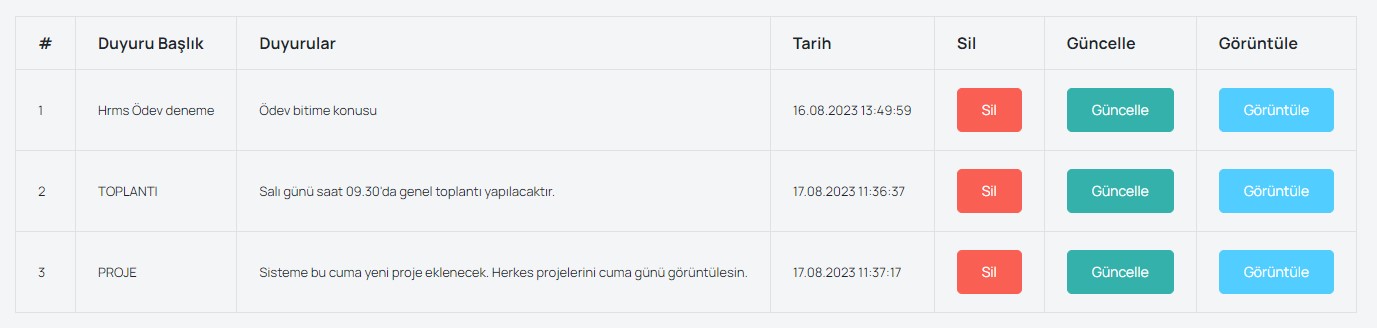 # Duyuru Başlık Duyurular Tarih Sil Güncelle Görüntüle
1 Hrms Ödev deneme Ödev bitime konusu 16.08.2023 13:49:59 Sil Güncelle Görüntüle
2 TOPLANTI Salı günü saat 09.30'da genel toplantı yapılacaktır. 17.08.2023 11:36:37 Sil Güncelle Görüntüle
3 PROJE Sisteme bu cuma yeni proje eklenecek. Herkes projelerini cuma günü görüntülesin. 17.08.2023 11:37:17 Sil Güncelle Görüntüle